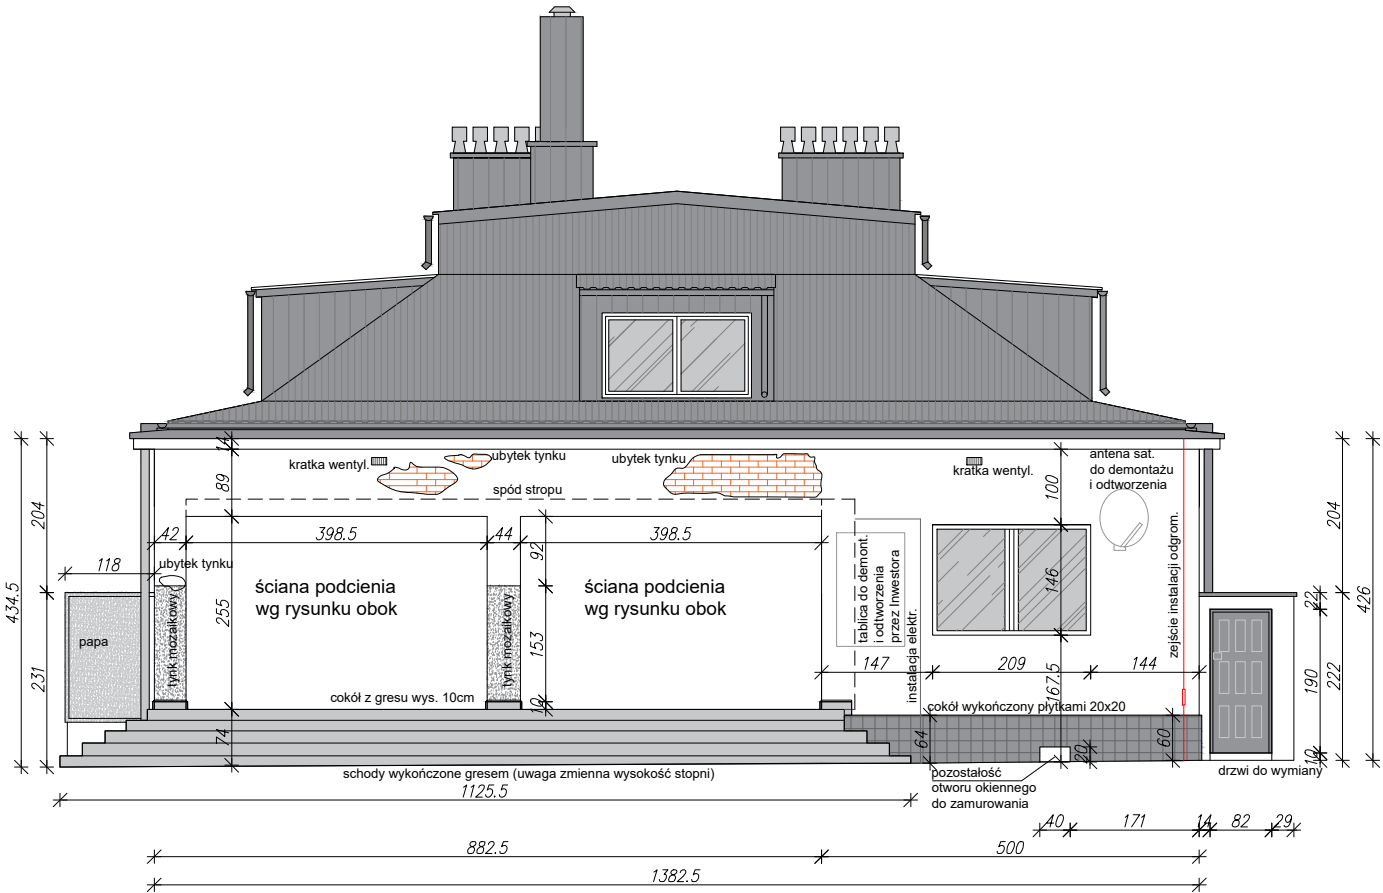 14
kratka wentyl.
ubytek tynku
ubytek tynku
kratka wentyl.
antena sat.
do demontażu
i odtworzenia
spód stropu
89
100
204
204
434.5
426
42
398.5
44
398.5
92
118
ubytek tynku
ściana podcienia
wg rysunku obok
ściana podcienia
wg rysunku obok
tablica do demont.
i odtworzenia
przez Inwestora
instalacja elektr.
146
zejście instalacji odgrom.
22
papa
tynk mozaikowy
255
tynk mozaikowy
153
147
209
144
231
190
222
167.5
cokół z gresu wys. 10cm
10
cokół wykończony płytkami 20x20
74
64
20
60
10
schody wykończone gresem (uwaga zmienna wysokość stopni)
pozostałość
otworu okiennego
do zamurowania
drzwi do wymiany
1125.5
40
171
14
82
29
882.5
500
1382.5